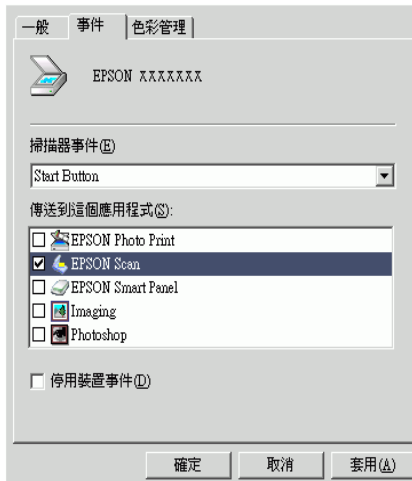 一般 事件 色彩管理
EPSON XXXXXXX
掃描器事件(E)
Start Button
傳送到這個應用程式(S):
EPSON Photo Print
EPSON Scan
EPSON Smart Panel
Imaging
Photoshop
停用裝置事件(D)
確定 取消 套用(A)